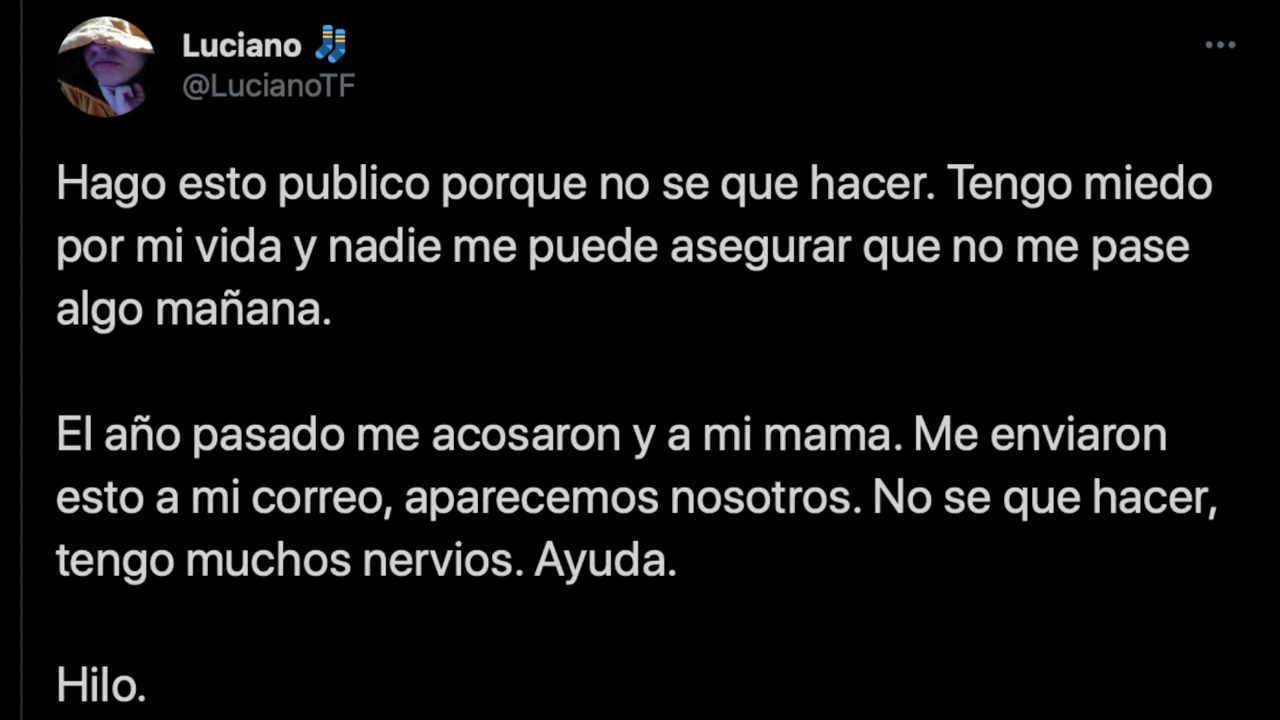 Luciano 🧦
@LucianoTF
Hago esto publico porque no se que hacer. Tengo miedo
por mi vida y nadie me puede asegurar que no me pase
algo mañana.
El año pasado me acosaron y a mi mama. Me enviaron
esto a mi correo, aparecemos nosotros. No se que hacer,
tengo muchos nervios. Ayuda.
Hilo.